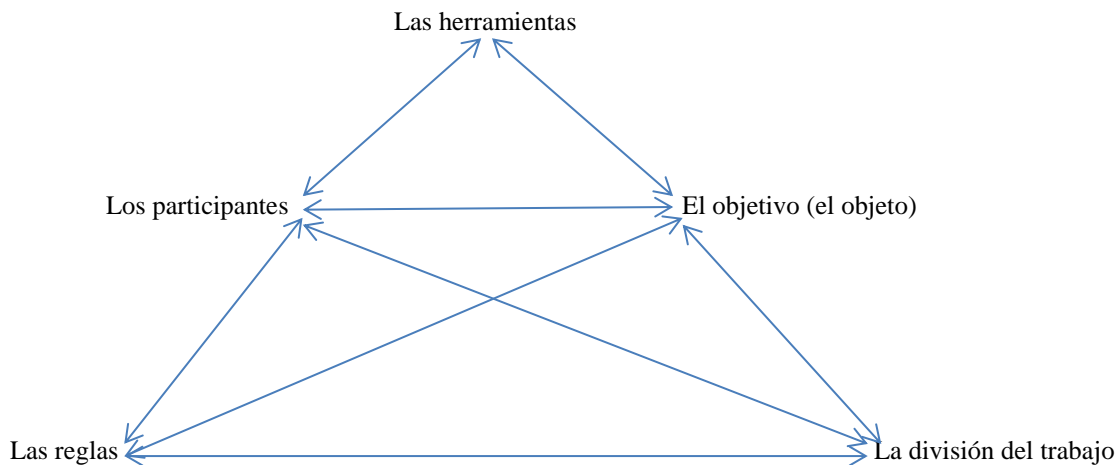 Las herramientas
Los participantes
El objetivo (el objeto)
Las reglas
La división del trabajo